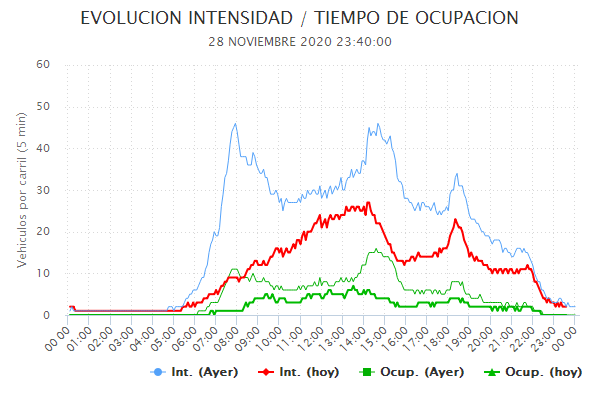 EVOLUCION INTENSIDAD / TIEMPO DE OCUPACION
28 NOVIEMBRE 2020 23:40:00
Vehiculos por carril (5 min)
60
50
40
30
20
10
0
00:00 01:00 02:00 03:00 04:00 05:00 06:00 07:00 08:00 09:00 10:00 11:00 12:00 13:00 14:00 15:00 16:00 17:00 18:00 19:00 20:00 21:00 22:00 23:00 00:00
Int. (Ayer) Int. (hoy) Ocup. (Ayer) Ocup. (hoy)